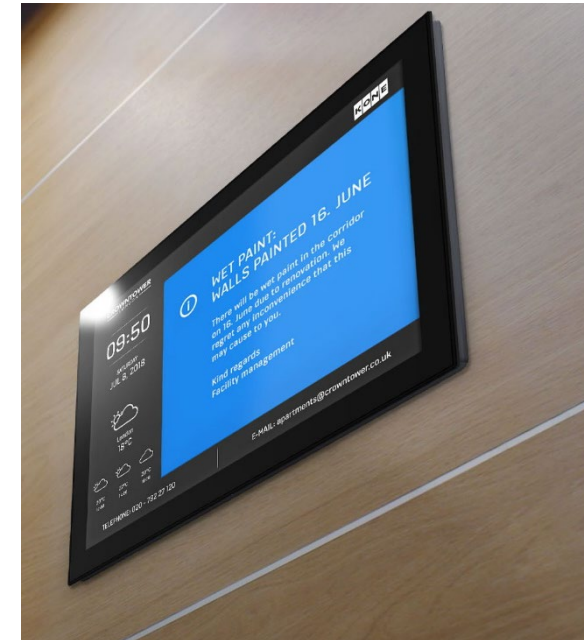 KONE
CROWNTOWER
09:50
SATURDAY
JUL 8, 2018
London
18°C
WET PAINT:
WALLS PAINTED 16. JUNE
There will be wet paint in the corridor
on 16. June due to renovation. We
regret any inconvenience that this
may cause to you.
Kind regards
Facility management
TELEPHONE: 020 - 792 27 120
E-MAIL: apartments@crowntower.co.uk